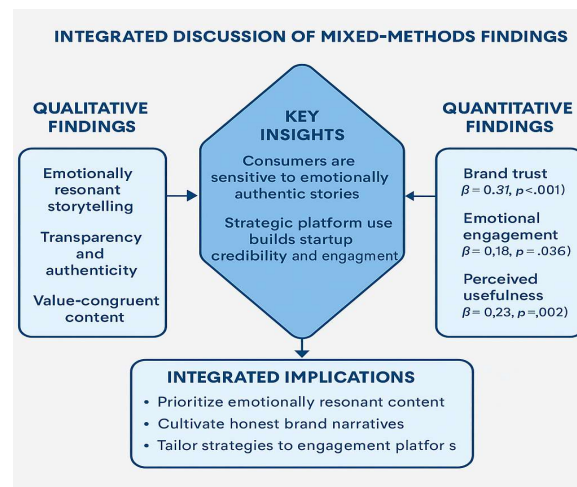 INTEGRATED DISCUSSION OF MIXED-METHODS FINDINGS
QUALITATIVE
FINDINGS
Emotionally
resonant
storytelling
Transparency
and
authenticity
Value-congruent
content
KEY
INSIGHTS
Consumers are
sensitive to emotionally
authentic stories
Strategic platform use
builds startup
credibility and engagment
QUANTITATIVE
FINDINGS
Brand trust
β = 0.31, p<.001)
Emotional
engagement
β = 0,18, p = .036)
Perceived
usefulness
β = 0,23, p =,002)
INTEGRATED IMPLICATIONS
• Prioritize emotionally resonant content
• Cultivate honest brand narratives
• Tailor strategies to engagement platfor s